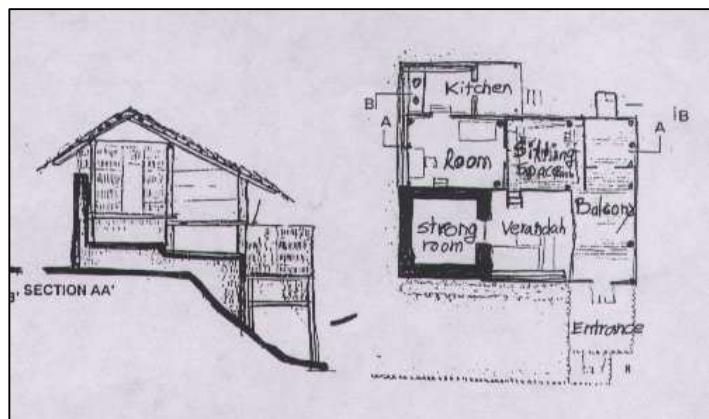 Kitchen
B
B
A
A
Room
Sitting
Space
Balcony
strong
room
Verandah
SECTION AA'
Entrance